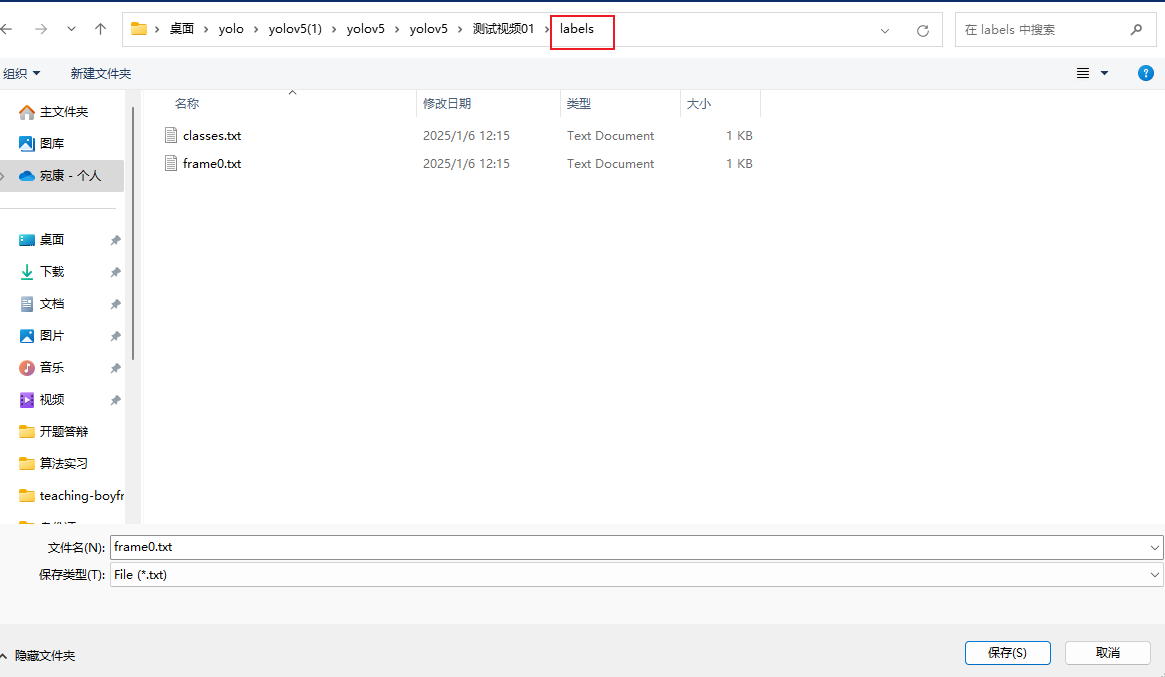 桌面 › yolo › yolov5(1) › yolov5 › yolov5 › 测试视频01 › labels
在 labels 中搜索
组织 新建文件夹 ?
名称 修改日期 类型 大小
classes.txt 2025/1/6 12:15 Text Document 1 KB
frame0.txt 2025/1/6 12:15 Text Document 1 KB
主文件夹
图库
宛康 - 个人
桌面
下载
文档
图片
音乐
视频
开题答辩
算法实习
teaching-boyfr
文件名(N): frame0.txt
保存类型(T): File (*.txt)
隐藏文件夹 保存(S) 取消